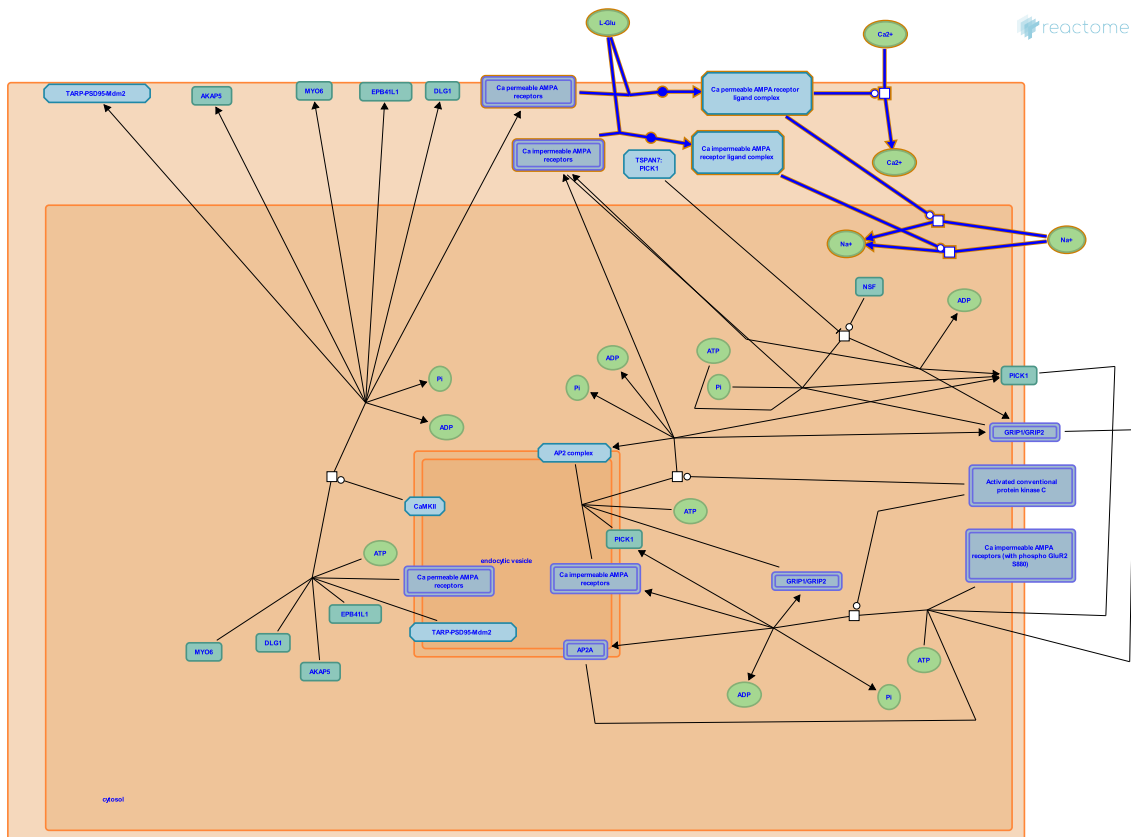 L-Glu
Ca2+
reactome
TARP-PSD95-Mdm2
AKAP5
MYO6
EPB41L1
DLG1
Ca permeable AMPA
receptors
Ca permeable AMPA receptor
ligand complex
Ca impermeable AMPA
receptors
TSPAN7:
PICK1
Ca impermeable AMPA
receptor ligand complex
Ca2+
Na+
Na+
NSF
ADP
ATP
ADP
Pi
Pi
Pi
PICK1
ADP
GRIP1/GRIP2
AP2 complex
Activated conventional
protein kinase C
CaMKII
ATP
PICK1
ATP
endocytic vesicle
Ca impermeable AMPA
receptors (with phospho GluR2
S880)
Ca permeable AMPA
receptors
Ca impermeable AMPA
receptors
GRIP1/GRIP2
EPB41L1
TARP-PSD95-Mdm2
DLG1
MYO6
AP2A
ATP
AKAP5
ADP
Pi
cytosol